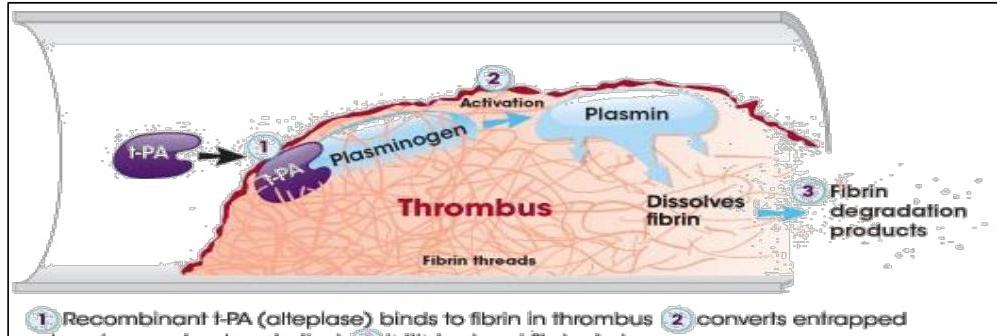 2
Activation
Plasminogen
Plasmin
t-PA
1
t-PA
Thrombus
Dissolves
fibrin
3 Fibrin
degradation
products
Fibrin threads
1 Recombinant t-PA (alteplase) binds to fibrin in thrombus 2 converts entrapped